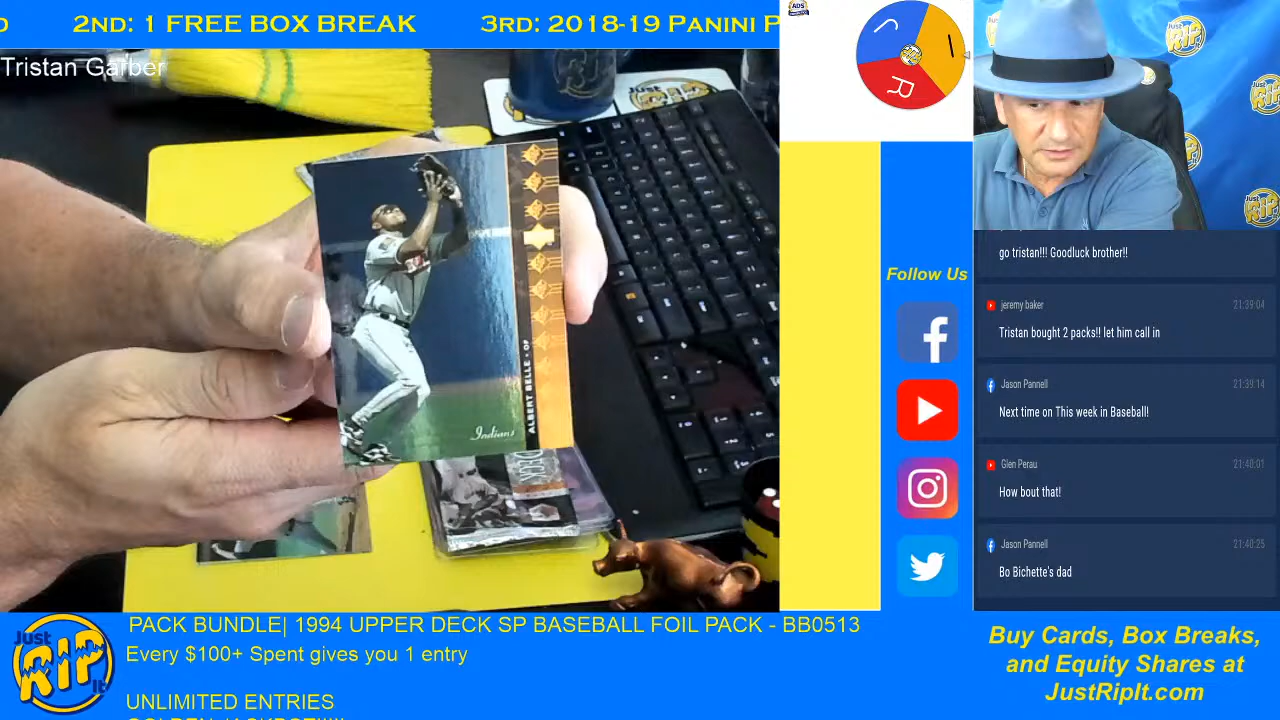 2ND: 1 FREE BOX BREAK
3RD: 2018-19 PANINI P
Tristan Garber
ADS
J
I
R
Just
RIP
ALBERT BELLE • OF
Indians
DECK
Follow Us
go tristan!!! Goodluck brother!!
jeremy baker 21:39:04
Tristan bought 2 packs!! let him call in
Jason Pannell 21:39:14
Next time on This week in Baseball!
Glen Perau 21:40:01
How bout that!
Jason Pannell 21:40:25
Bo Bichette's dad
Just
RIP
It
PACK BUNDLE| 1994 UPPER DECK SP BASEBALL FOIL PACK - BB0513
Every $100+ Spent gives you 1 entry
UNLIMITED ENTRIES
Buy Cards, Box Breaks,
and Equity Shares at
JustRipIt.com